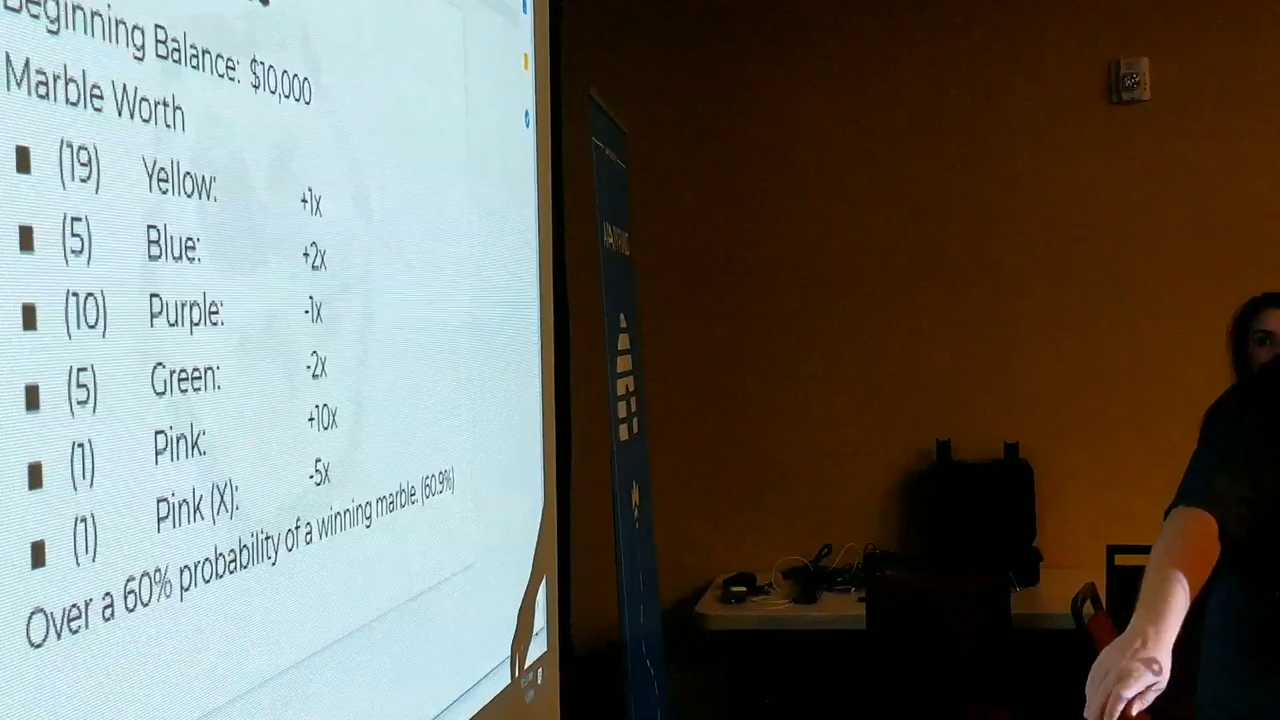 Beginning Balance: $10,000
Marble Worth
(19) Yellow: +1x
(5) Blue: +2x
(10) Purple: -1x
(5) Green: -2x
(1) Pink: +10x
(1) Pink (X): -5x
Over a 60% probability of a winning marble. (60.9%)